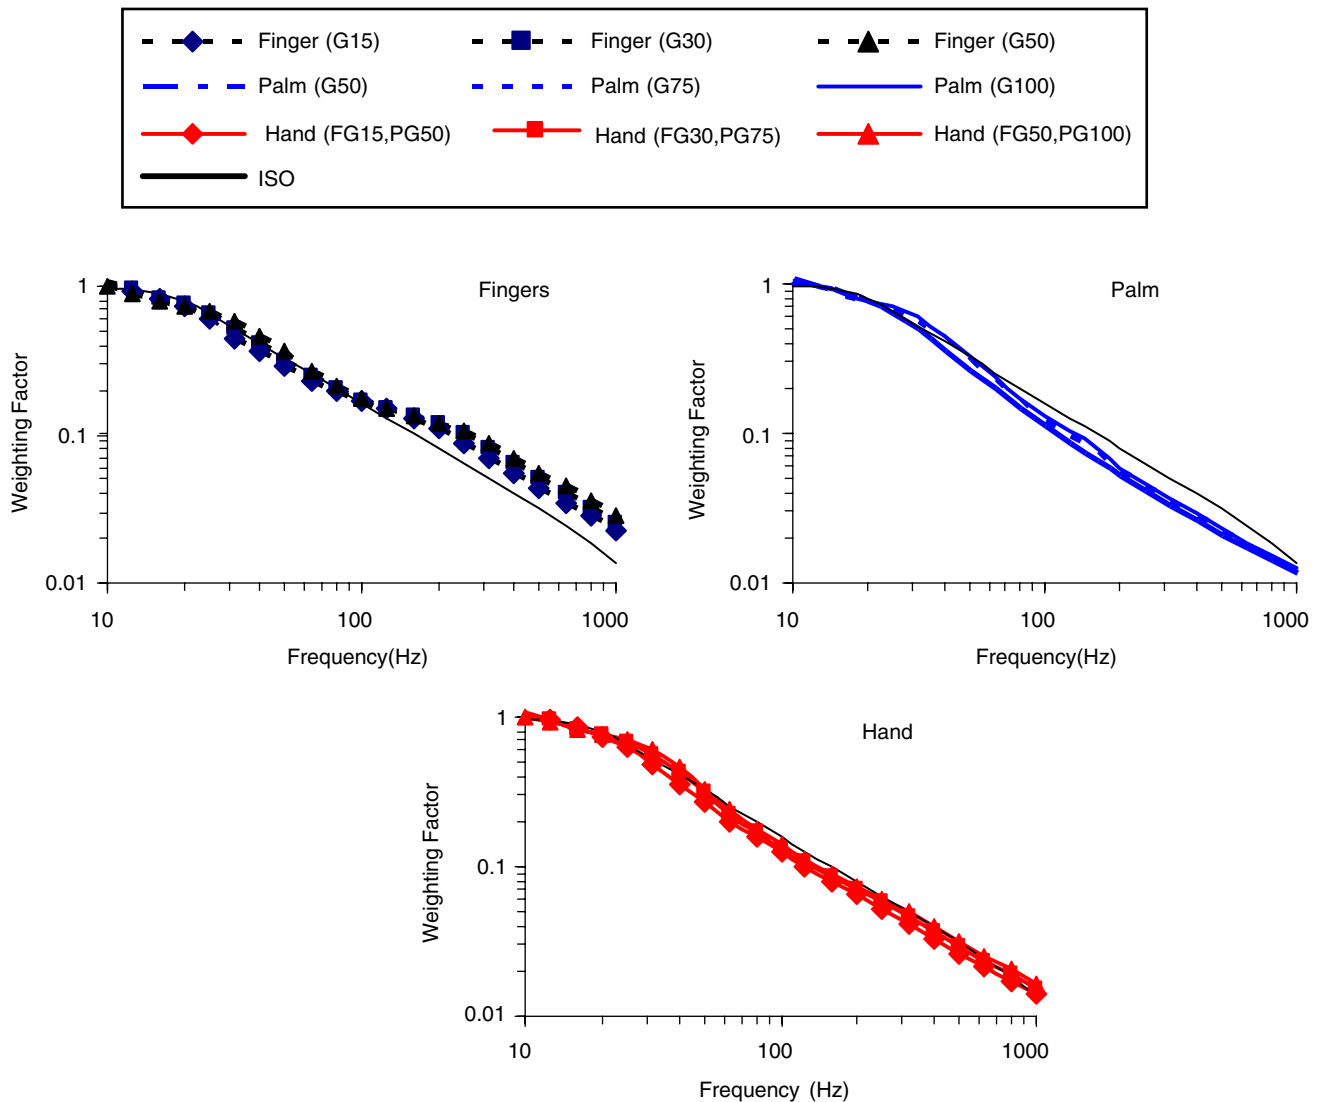 Finger (G15) Finger (G30) Finger (G50)
Palm (G50) Palm (G75) Palm (G100)
Hand (FG15,PG50) Hand (FG30,PG75) Hand (FG50,PG100)
ISO
Fingers
Weighting Factor
1
0.1
0.01
10 100 1000
Frequency(Hz)
Palm
Weighting Factor
1
0.1
0.01
10 100 1000
Frequency(Hz)
Hand
Weighting Factor
1
0.1
0.01
10 100 1000
Frequency (Hz)